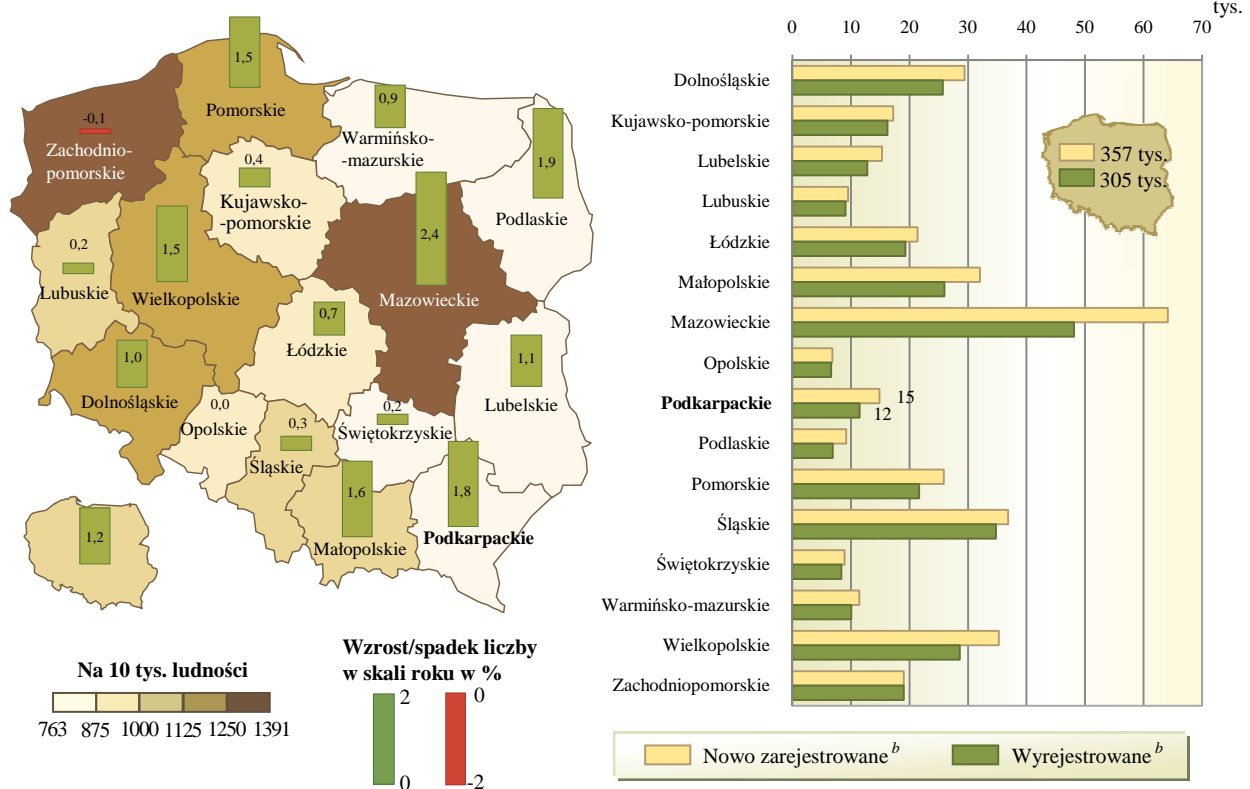 1,5
Pomorskie
-0,1
Zachodnio-
pomorskie
0,9
Warmińsko-
-mazurskie
1,9
Podlaskie
0,4
Kujawsko-
-pomorskie
2,4
Mazowieckie
0,2
Lubuskie
1,5
Wielkopolskie
0,7
Łódzkie
1,0
Dolnośląskie
1,1
Lubelskie
0,0
Opolskie
0,3
Śląskie
0,2
Świętokrzyskie
1,6
Małopolskie
1,8
Podkarpackie
1,2
Na 10 tys. ludności
763 875 1000 1125 1250 1391
Wzrost/spadek liczby
w skali roku w %
2
0
0
-2
tys.
0 10 20 30 40 50 60 70
Dolnośląskie
Kujawsko-pomorskie
Lubelskie
Lubuskie
Łódzkie
Małopolskie
Mazowieckie
Opolskie
Podkarpackie
15
12
Podlaskie
Pomorskie
Śląskie
Świętokrzyskie
Warmińsko-mazurskie
Wielkopolskie
Zachodniopomorskie
357 tys.
305 tys.
Nowo zarejestrowane b
Wyrejestrowane b